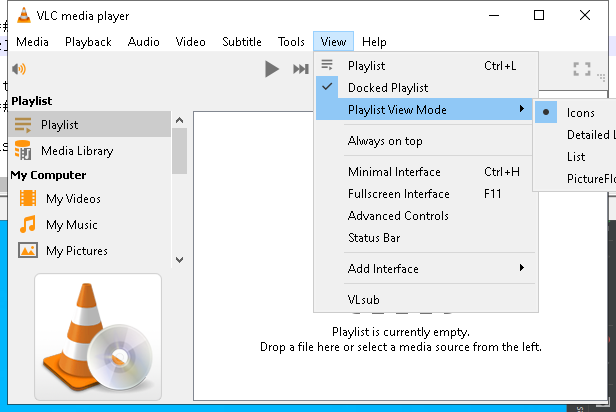 VLC media player
Media Playback Audio Video Subtitle Tools View Help
Playlist
Playlist
Media Library
My Computer
My Videos
My Music
My Pictures
Playlist Ctrl+L
Docked Playlist
Playlist View Mode
Always on top
Minimal Interface Ctrl+H
Fullscreen Interface F11
Advanced Controls
Status Bar
Add Interface
VLsub
Icons
Detailed L
List
PictureFlo
Playlist is currently empty.
Drop a file here or select a media source from the left.